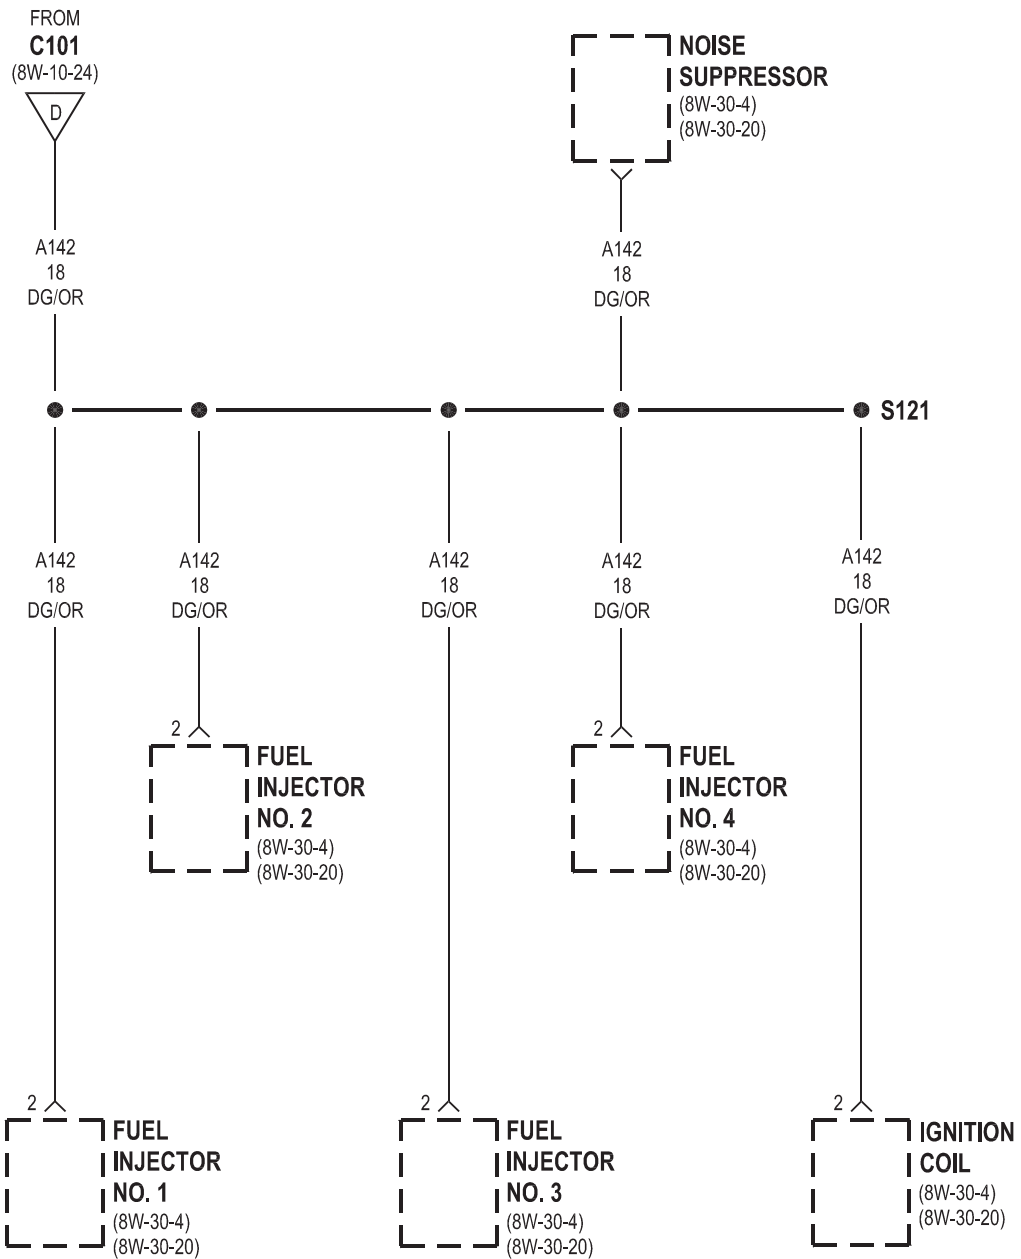 FROM
C101
(8W-10-24)
D
NOISE
SUPPRESSOR
(8W-30-4)
(8W-30-20)
A142
18
DG/OR
A142
18
DG/OR
S121
A142
18
DG/OR
A142
18
DG/OR
A142
18
DG/OR
A142
18
DG/OR
A142
18
DG/OR
2
FUEL
INJECTOR
NO. 2
(8W-30-4)
(8W-30-20)
2
FUEL
INJECTOR
NO. 4
(8W-30-4)
(8W-30-20)
2
FUEL
INJECTOR
NO. 1
(8W-30-4)
(8W-30-20)
2
FUEL
INJECTOR
NO. 3
(8W-30-4)
(8W-30-20)
2
IGNITION
COIL
(8W-30-4)
(8W-30-20)